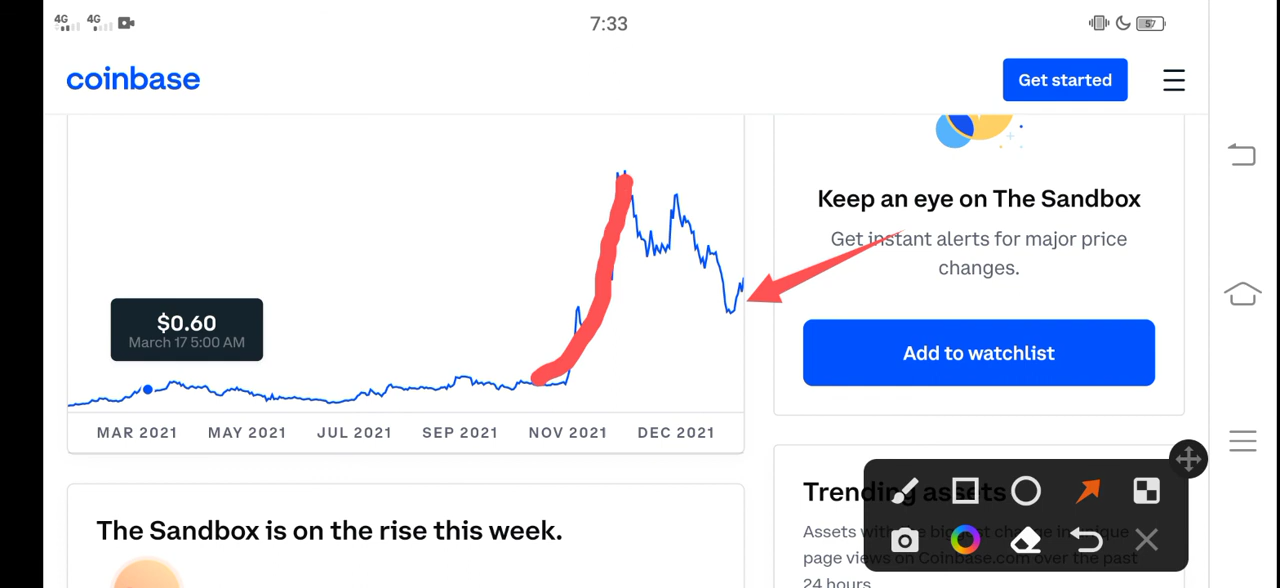 4G 4G 7:33 57
coinbase
Get started
Keep an eye on The Sandbox
Get instant alerts for major price
changes.
$0.60
March 17 5:00 AM
Add to watchlist
MAR 2021 MAY 2021 JUL 2021 SEP 2021 NOV 2021 DEC 2021
The Sandbox is on the rise this week.
Trending assets
Assets with the biggest change in unique
page views on Coinbase.com over the past
24 hours